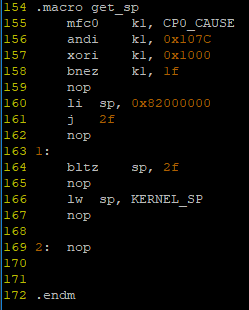 154 .macro get_sp
155     mfc0    k1, CP0_CAUSE
156     andi    k1, 0x107C
157     xori    k1, 0x1000
158     bnez    k1, 1f
159     nop
160     li  sp, 0x82000000
161     j   2f
162     nop
163 1:
164     bltz    sp, 2f
165     nop
166     lw  sp, KERNEL_SP
167     nop
168
169 2:  nop
170
171
172 .endm